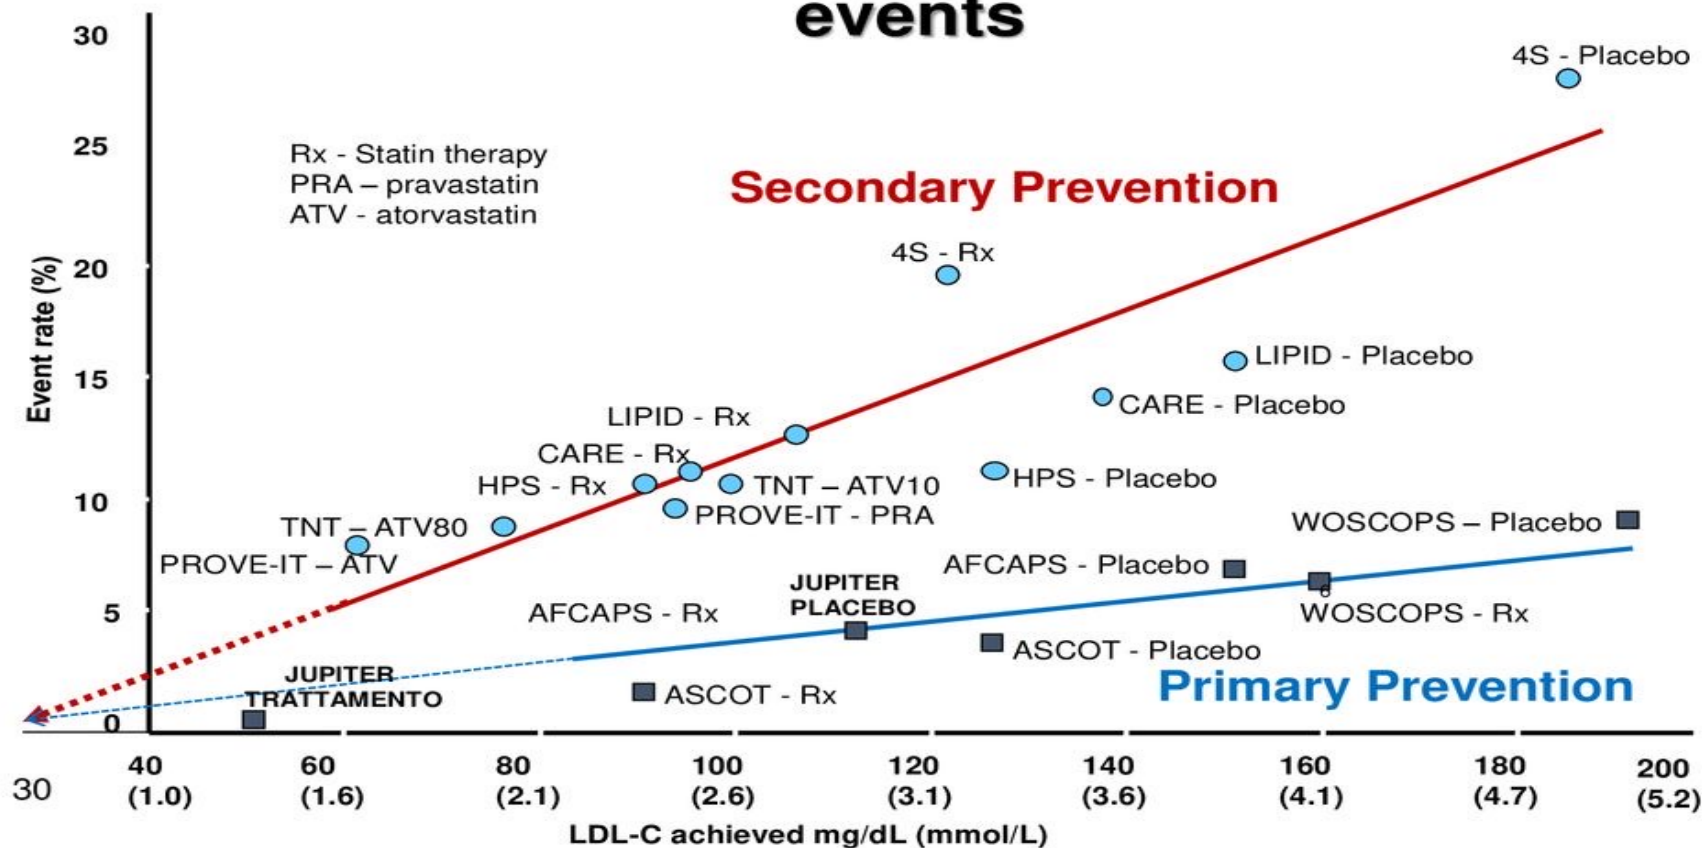 events
30
4S - Placebo
25
Rx - Statin therapy
PRA – pravastatin
ATV - atorvastatin
Secondary Prevention
20
4S - Rx
Event rate (%)
15
LIPID - Placebo
CARE - Placebo
LIPID - Rx
CARE - Rx
HPS - Rx
TNT – ATV10
HPS - Placebo
10
PROVE-IT - PRA
TNT – ATV80
WOSCOPS – Placebo
PROVE-IT – ATV
AFCAPS - Placebo
JUPITER
PLACEBO
5
AFCAPS - Rx
6
WOSCOPS - Rx
ASCOT - Placebo
JUPITER
TRATTAMENTO
ASCOT - Rx
Primary Prevention
0
30
40 60 80 100 120 140 160 180 200
(1.0) (1.6) (2.1) (2.6) (3.1) (3.6) (4.1) (4.7) (5.2)
LDL-C achieved mg/dL (mmol/L)